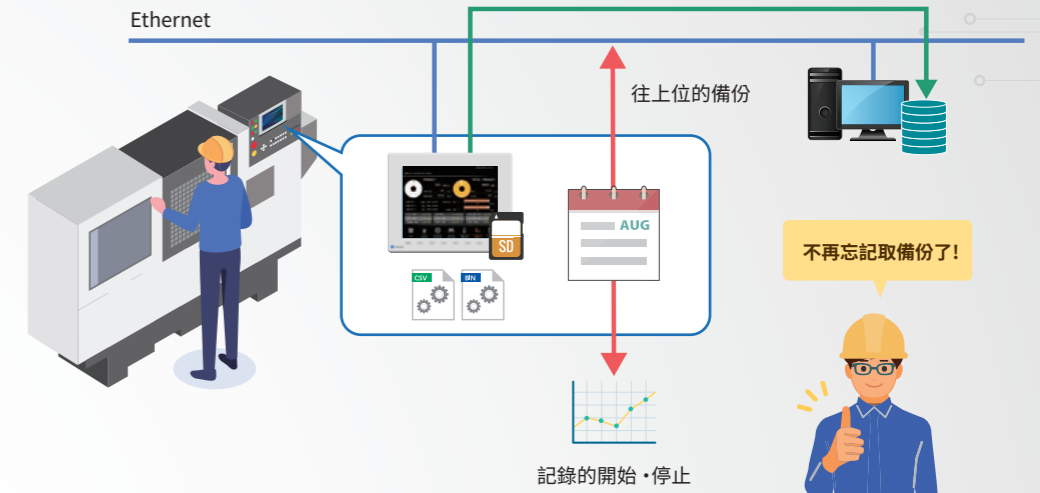 Ethernet
往上位的備份
AUG
SD
CSV
BIN
不再忘記取備份了!
記錄的開始・停止